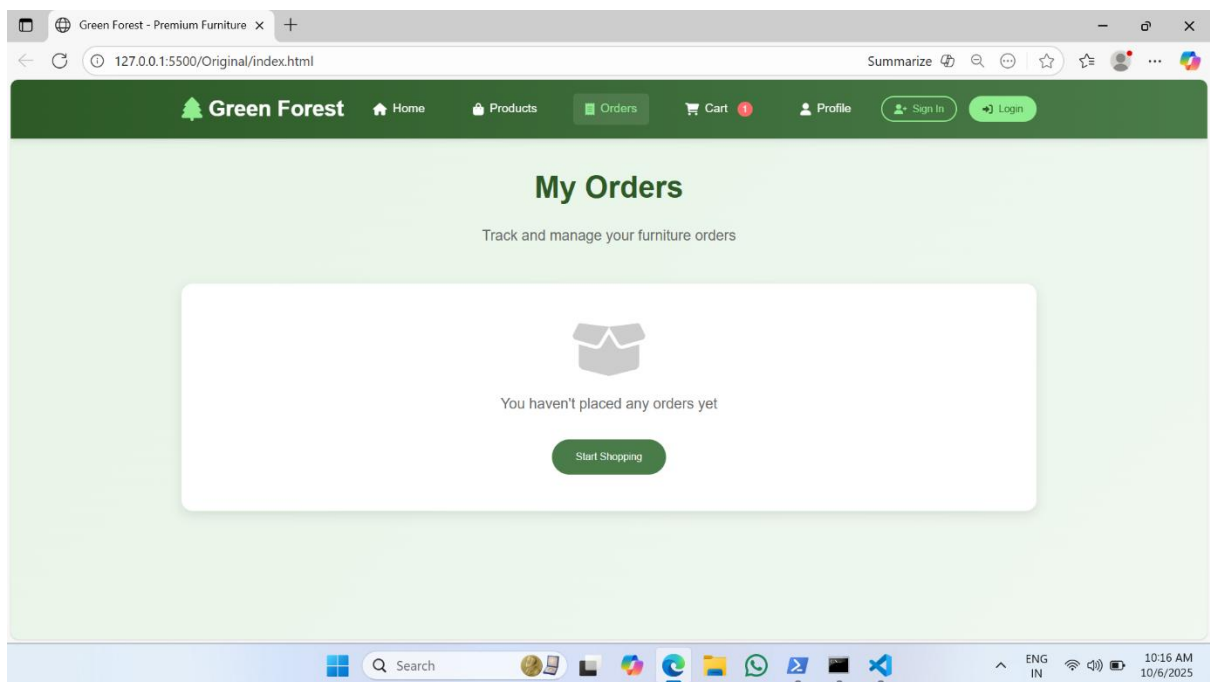 Green Forest - Premium Furniture
127.0.0.1:5500/Original/index.html Summarize
Green Forest Home Products Orders Cart 1 Profile Sign In Login
My Orders
Track and manage your furniture orders
You haven't placed any orders yet
Start Shopping
Search ENG IN 10:16 AM 10/6/2025